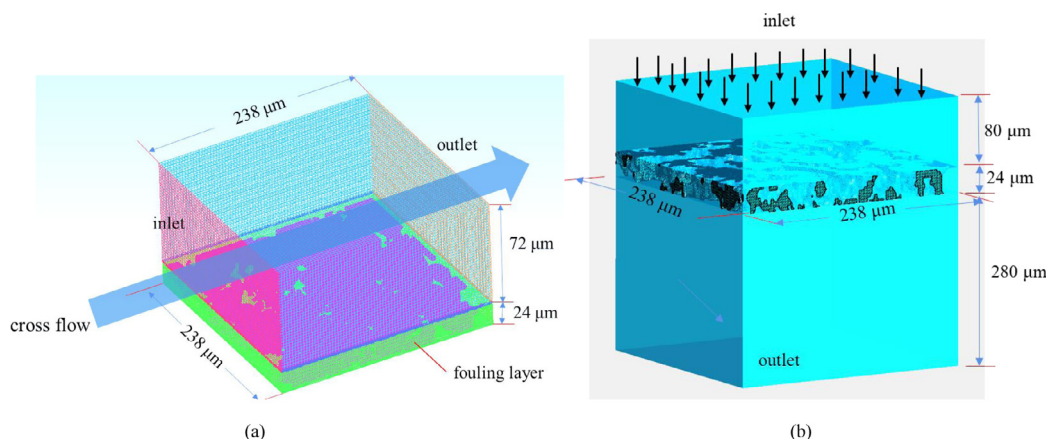 238 μm
outlet
inlet
72 μm
24 μm
cross flow
238 μm
fouling layer
(a)
inlet
80 μm
24 μm
238 μm
238 μm
280 μm
outlet
(b)